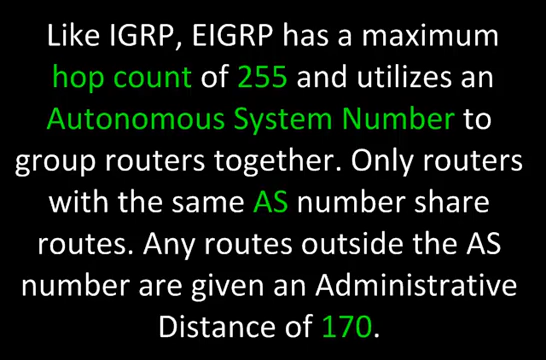 Like IGRP, EIGRP has a maximum
hop count of 255 and utilizes an
Autonomous System Number to
group routers together. Only routers
with the same AS number share
routes. Any routes outside the AS
number are given an Administrative
Distance of 170.